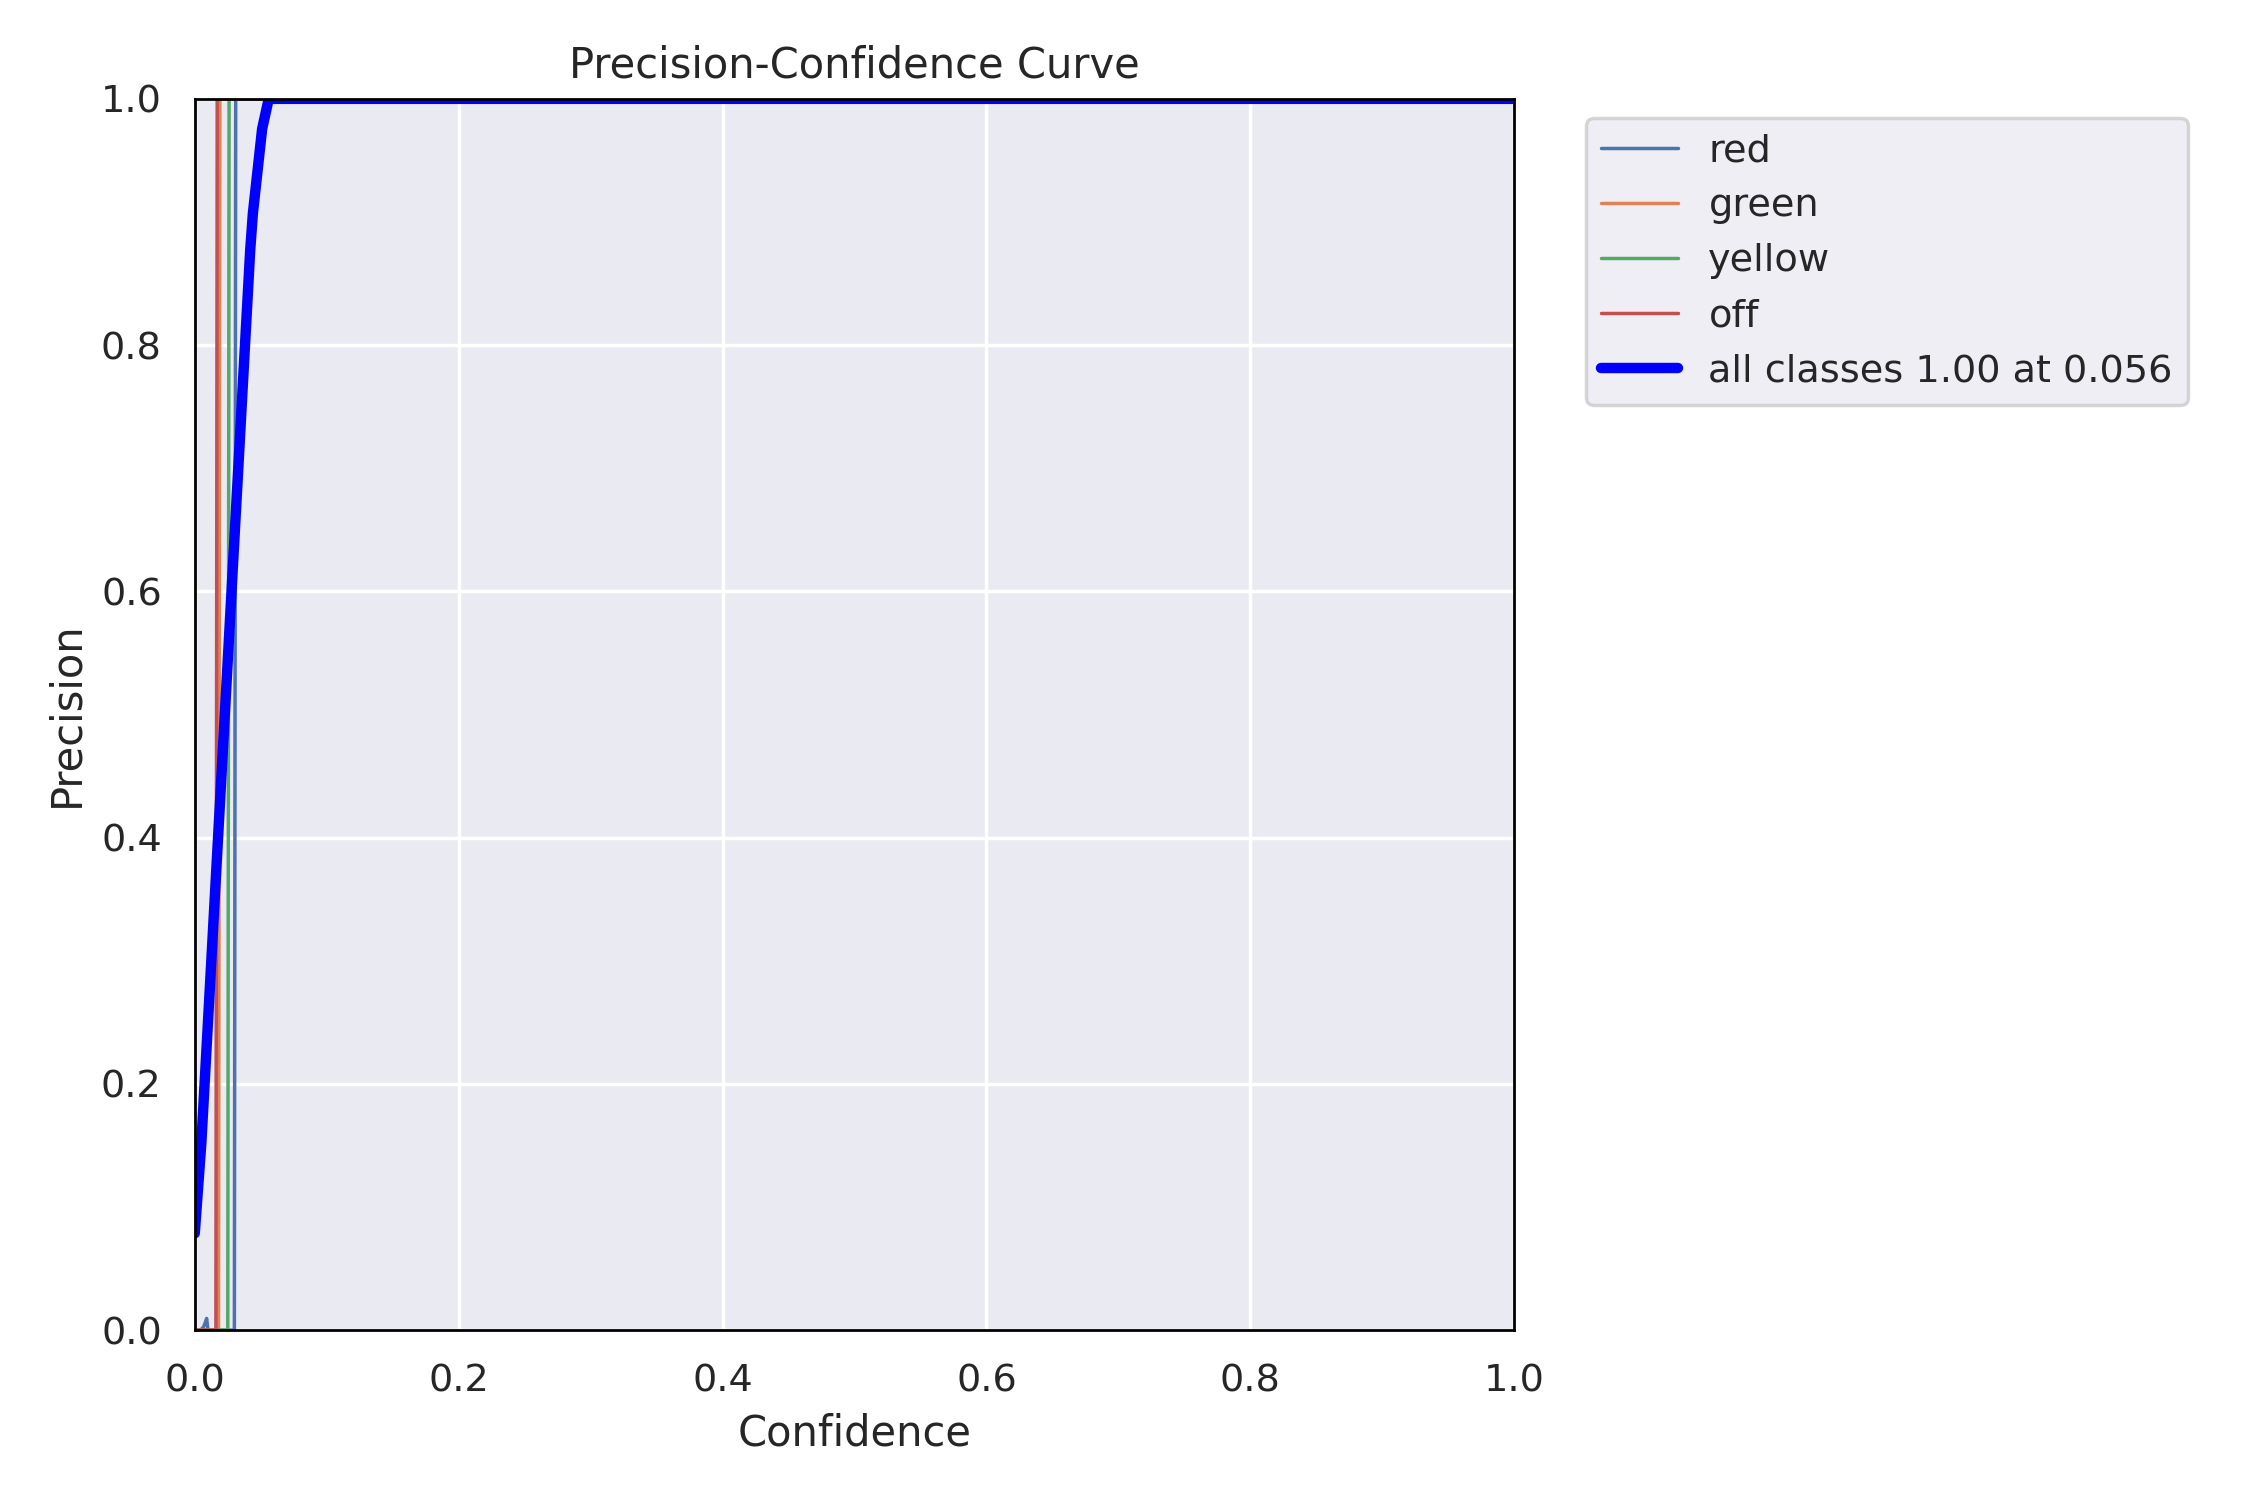 Precision-Confidence Curve
1.0
0.8
0.6
0.4
0.2
0.0
Precision
0.0 0.2 0.4 0.6 0.8 1.0
Confidence
red
green
yellow
off
all classes 1.00 at 0.056